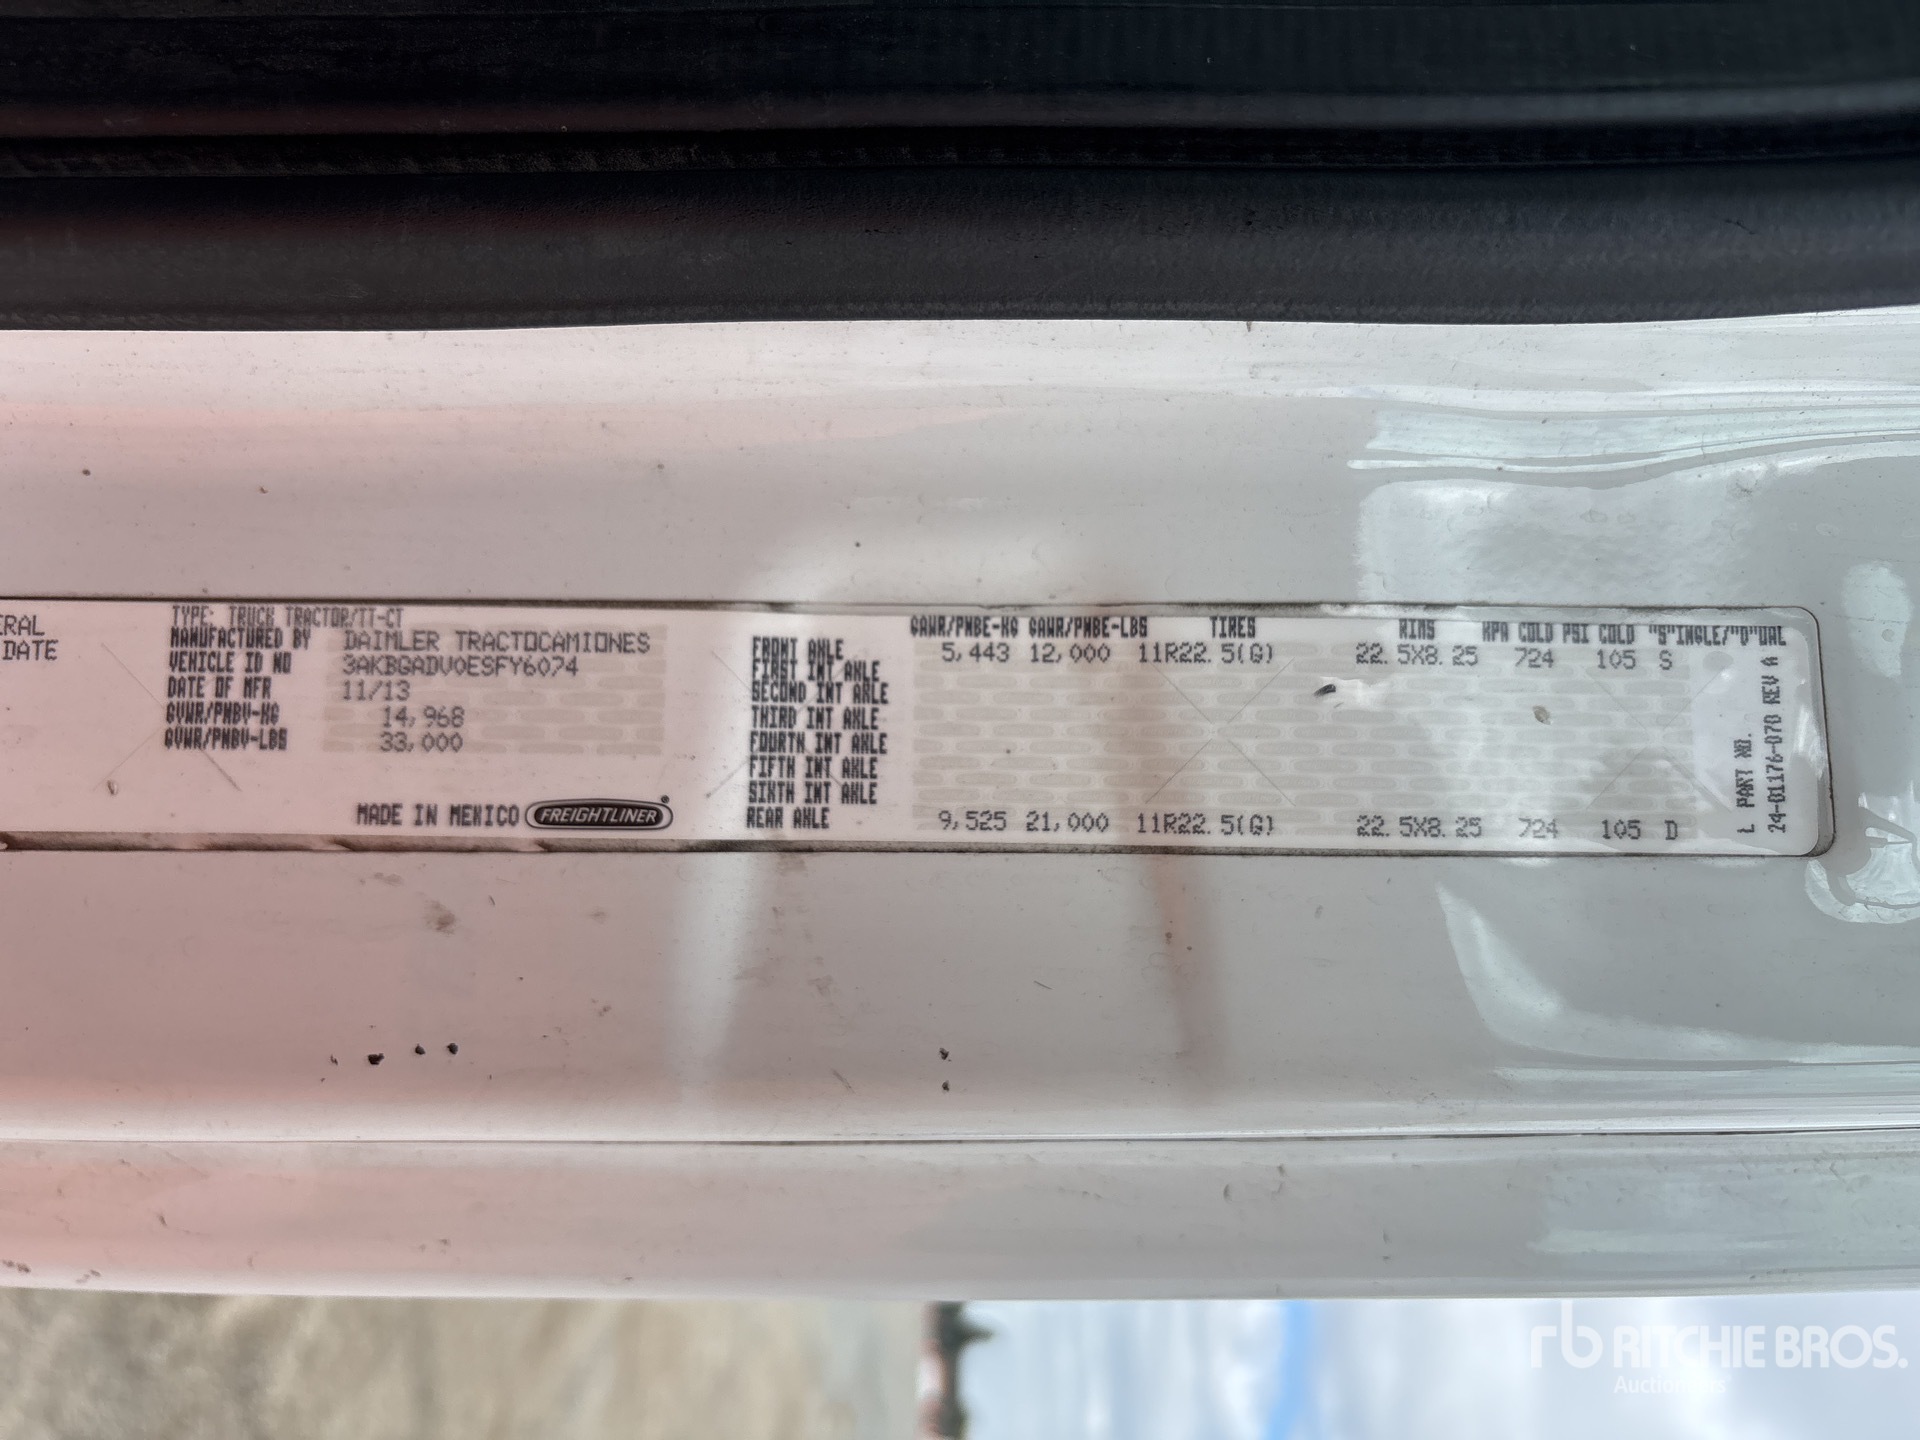 ERAL
DATE
TYPE: TRUCK TRACTOR/TT-CT
MANUFACTURED BY DAIMLER TRACTOCAMIONES
VEHICLE ID NO 3AKBGADV0ESFY6074
DATE OF MFR 11/13
GVWR/PNBV-KG 14,968
GVWR/PNBV-LBS 33,000
MADE IN MEXICO FREIGHTLINER®
GAWR/PNBE-KG GAWR/PNBE-LBS TIRES RIMS KPA COLD PSI COLD "S"INGLE/"D"UAL
FRONT AXLE 5,443 12,000 11R22.5(G) 22.5X8.25 724 105 S
FIRST INT AXLE
SECOND INT AXLE
THIRD INT AXLE
FOURTH INT AXLE
FIFTH INT AXLE
SIXTH INT AXLE
REAR AXLE 9,525 21,000 11R22.5(G) 22.5X8.25 724 105 D
L PART NO.
24-01176-070 REV A
rb RITCHIE BROS.
Auctioneers